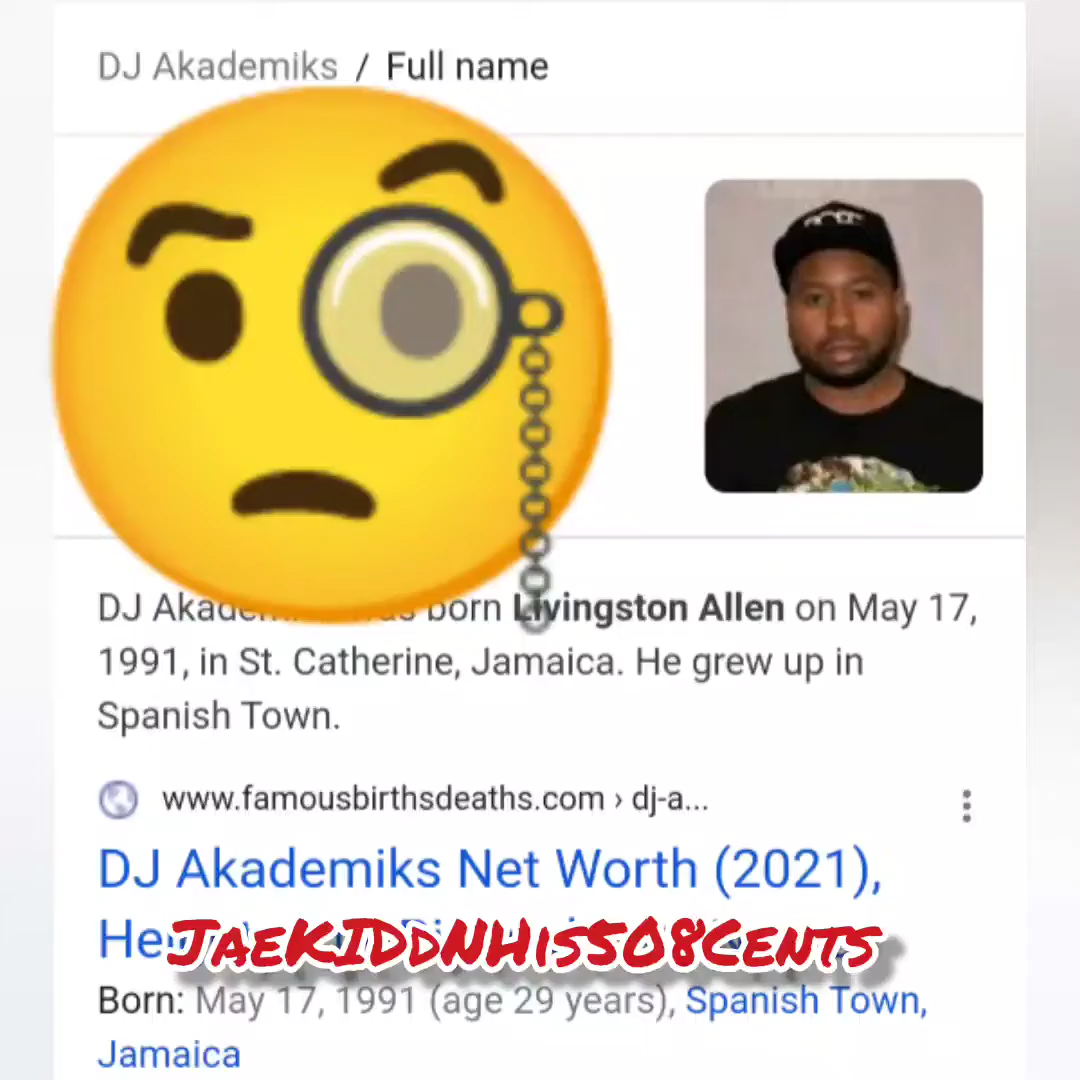 DJ Akademiks / Full name
born Livingston Allen on May 17,
1991, in St. Catherine, Jamaica. He grew up in
Spanish Town.
www.famousbirthsdeaths.com › dj-a...
DJ Akademiks Net Worth (2021),
JaeKIDdNHis508Cents
Born: May 17, 1991 (age 29 years), Spanish Town,
Jamaica